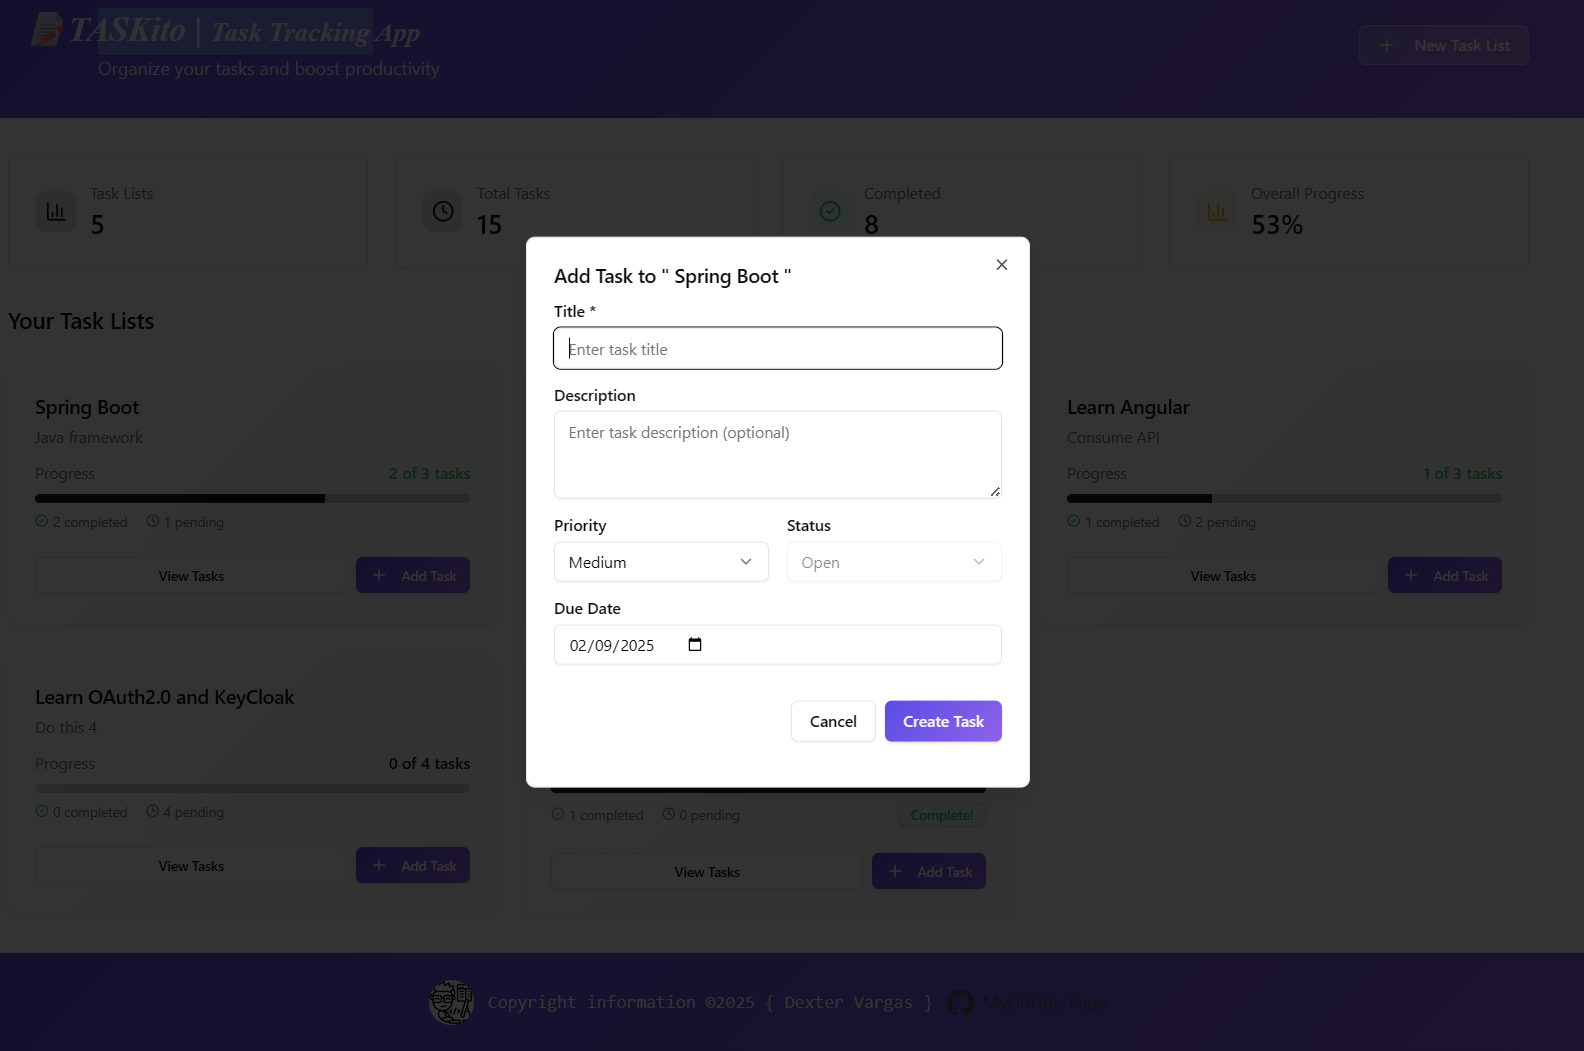 TASKito | Task Tracking App
Organize your tasks and boost productivity
New Task List
Task Lists
5
Total Tasks
15
Completed
8
Overall Progress
53%
Your Task Lists
Spring Boot
Java framework
Progress
2 of 3 tasks
2 completed
1 pending
View Tasks
Add Task
Add Task to " Spring Boot "
Title *
Enter task title
Description
Enter task description (optional)
Priority
Status
Medium
Open
Due Date
02/09/2025
Cancel
Create Task
Learn Angular
Consume API
Progress
1 of 3 tasks
1 completed
2 pending
View Tasks
Add Task
Learn OAuth2.0 and KeyCloak
Do this 4
Progress
0 of 4 tasks
0 completed
4 pending
View Tasks
Add Task
1 completed
0 pending
Complete!
View Tasks
Add Task
Copyright information ©2025 { Dexter Vargas }
MyGitHub Page